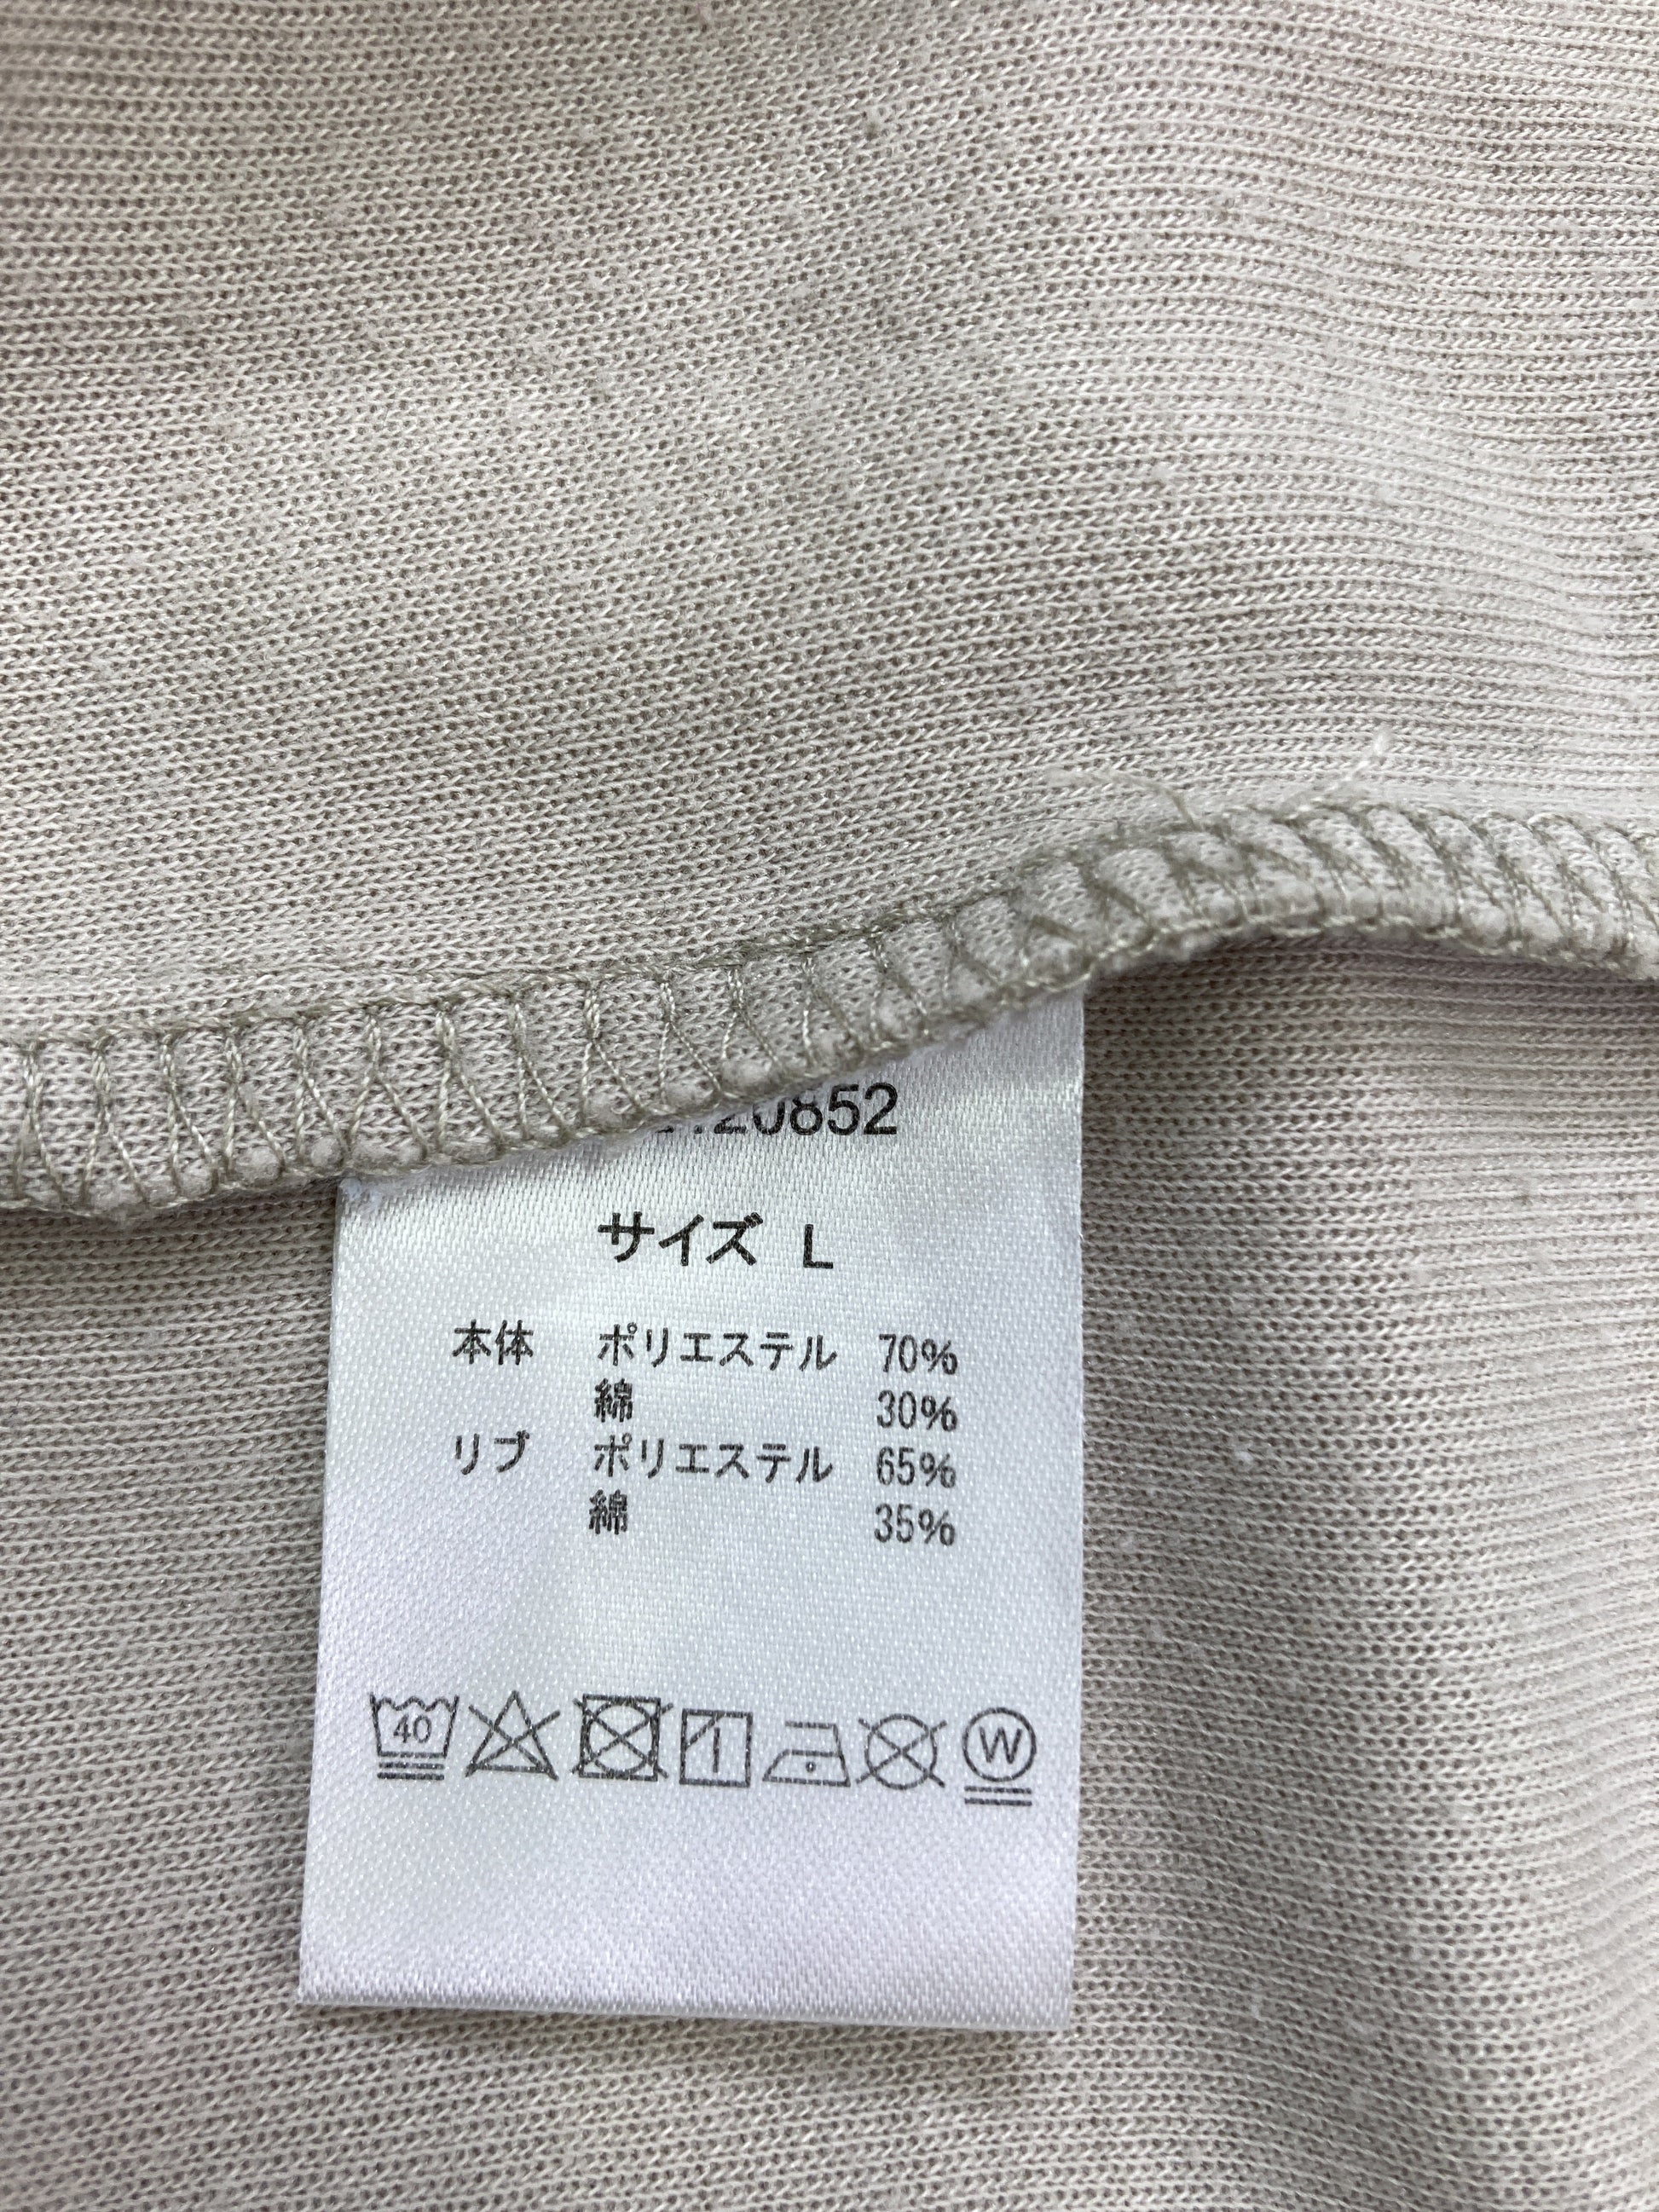 20852
サイズ L
本体 ポリエステル 70%
綿 30%
リブ ポリエステル 65%
綿 35%
40 W